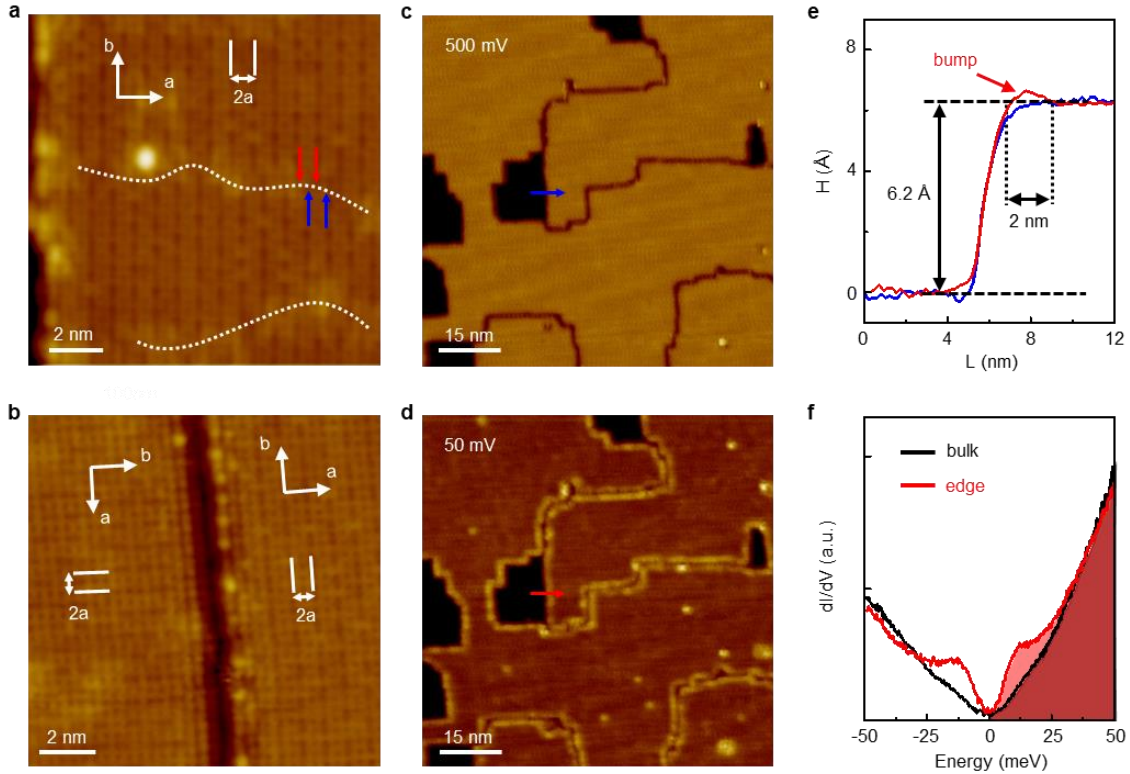 a
b
a
2a
2 nm
c
500 mV
15 nm
e
8
4
0
H (Å)
bump
6.2 Å
2 nm
0
4
8
12
L (nm)
b
b
a
2a
b
a
2a
2 nm
d
50 mV
15 nm
f
bulk
edge
dI/dV (a.u.)
-50
-25
0
25
50
Energy (meV)